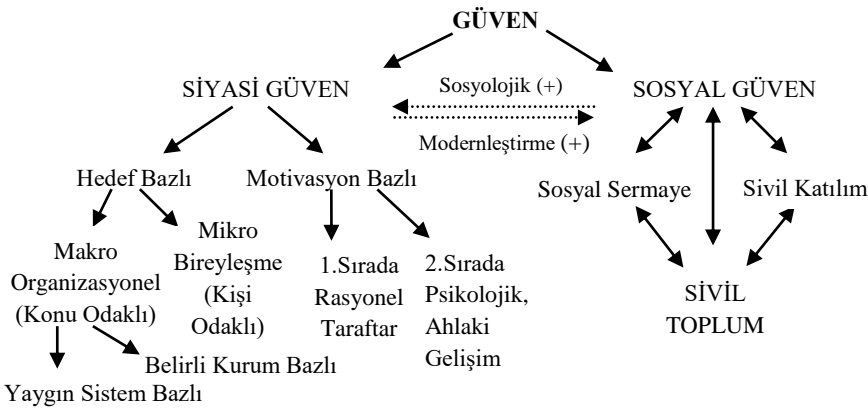 GÜVEN
SİYASİ GÜVEN
Sosyolojik (+)
SOSYAL GÜVEN
Modernleştirme (+)
Hedef Bazlı
Motivasyon Bazlı
Sosyal Sermaye
Sivil Katılım
Makro
Organizasyonel
(Konu Odaklı)
Mikro
Bireyleşme
(Kişi
Odaklı)
1.Sırada
Rasyonel
Taraftar
2.Sırada
Psikolojik,
Ahlaki
Gelişim
SİVİL
TOPLUM
Belirli Kurum Bazlı
Yaygın Sistem Bazlı